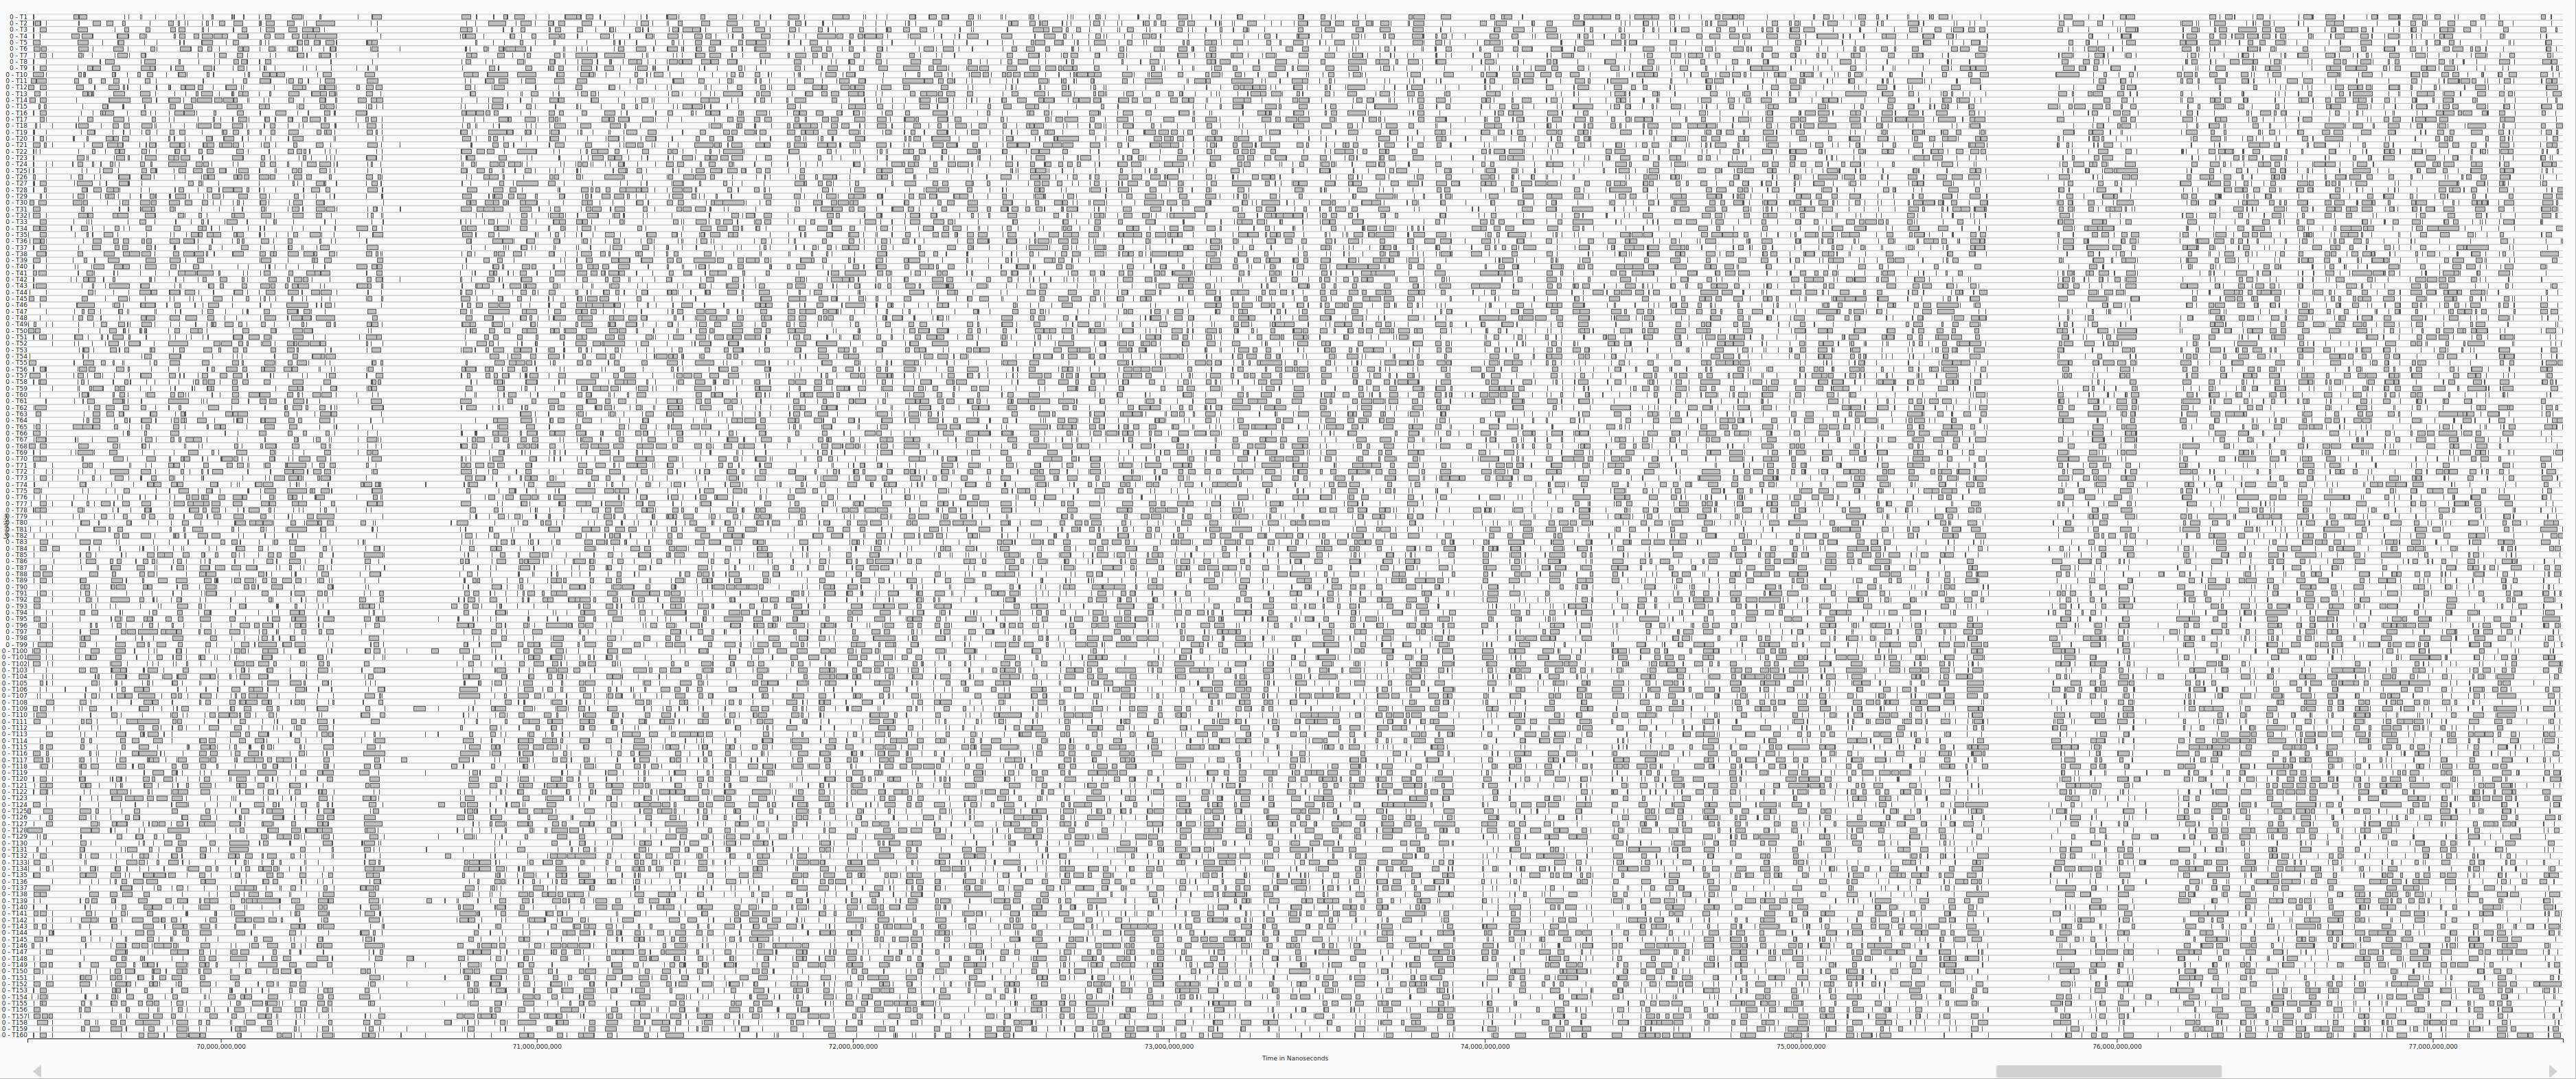 0 - T1
0 - T2
0 - T3
0 - T4
0 - T5
0 - T6
0 - T7
0 - T8
0 - T9
0 - T10
0 - T11
0 - T12
0 - T13
0 - T14
0 - T15
0 - T16
0 - T17
0 - T18
0 - T19
0 - T20
0 - T21
0 - T22
0 - T23
0 - T24
0 - T25
0 - T26
0 - T27
0 - T28
0 - T29
0 - T30
0 - T31
0 - T32
0 - T33
0 - T34
0 - T35
0 - T36
0 - T37
0 - T38
0 - T39
0 - T40
0 - T41
0 - T42
0 - T43
0 - T44
0 - T45
0 - T46
0 - T47
0 - T48
0 - T49
0 - T50
0 - T51
0 - T52
0 - T53
0 - T54
0 - T55
0 - T56
0 - T57
0 - T58
0 - T59
0 - T60
0 - T61
0 - T62
0 - T63
0 - T64
0 - T65
0 - T66
0 - T67
0 - T68
0 - T69
0 - T70
0 - T71
0 - T72
0 - T73
0 - T74
0 - T75
0 - T76
0 - T77
0 - T78
0 - T79
0 - T80
0 - T81
0 - T82
0 - T83
0 - T84
0 - T85
0 - T86
0 - T87
0 - T88
0 - T89
0 - T90
0 - T91
0 - T92
0 - T93
0 - T94
0 - T95
0 - T96
0 - T97
0 - T98
0 - T99
0 - T100
0 - T101
0 - T102
0 - T103
0 - T104
0 - T105
0 - T106
0 - T107
0 - T108
0 - T109
0 - T110
0 - T111
0 - T112
0 - T113
0 - T114
0 - T115
0 - T116
0 - T117
0 - T118
0 - T119
0 - T120
0 - T121
0 - T122
0 - T123
0 - T124
0 - T125
0 - T126
0 - T127
0 - T128
0 - T129
0 - T130
0 - T131
0 - T132
0 - T133
0 - T134
0 - T135
0 - T136
0 - T137
0 - T138
0 - T139
0 - T140
0 - T141
0 - T142
0 - T143
0 - T144
0 - T145
0 - T146
0 - T147
0 - T148
0 - T149
0 - T150
0 - T151
0 - T152
0 - T153
0 - T154
0 - T155
0 - T156
0 - T157
0 - T158
0 - T159
0 - T160
70,000,000,000 71,000,000,000 72,000,000,000 73,000,000,000 74,000,000,000 75,000,000,000 76,000,000,000 77,000,000,000
Time in Nanoseconds